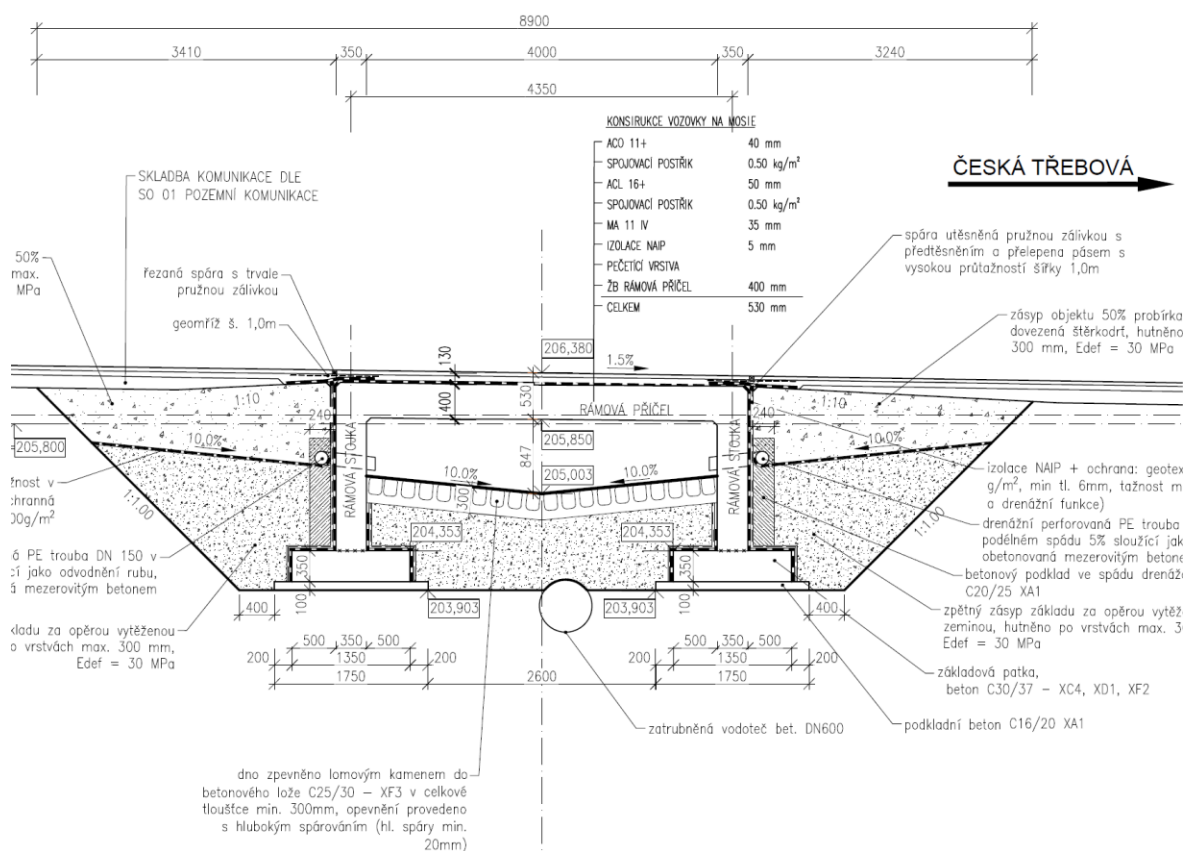 8900
3410
350
4000
350
3240
4350
KONSTRUKCE VOZOVKY NA MOSTE
ACO 11+ 40 mm
SPOJOVACÍ POSTŘIK 0.50 kg/m²
ACL 16+ 50 mm
SPOJOVACÍ POSTŘIK 0.50 kg/m²
MA 11 IV 35 mm
IZOLACE NAIP 5 mm
PEČETÍCÍ VRSTVA
ŽB RÁMOVÁ PŘÍČEL 400 mm
CELKEM 530 mm
ČESKÁ TŘEBOVÁ
SKLADBA KOMUNIKACE DLE
SO 01 POZEMNÍ KOMUNIKACE
50%
max.
MPa
řezaná spára s trvale
pružnou zálivkou
geomříž š. 1,0m
spára utěsněná pružnou zálivkou s
předtěsněním a přelepena pásem s
vysokou průtažností šířky 1,0m
zásyp objektu 50% probírka
dovezená štěrkodrť, hutněno
300 mm, Edef = 30 MPa
206,380
1.5%
130
530
400
RÁMOVÁ PŘÍČEL
1:10
1:10
240
240
205,800
205,850
847
205,003
10.0%
10.0%
10.0%
10.0%
RÁMOVÁ STOJKA
RÁMOVÁ STOJKA
300
1:1.00
1:1.00
204,353
204,353
350
350
100
100
203,903
203,903
400
400
žnost v
chranná
00g/m²
á PE trouba DN 150 v
cí jako odvodnění rubu,
á mezerovitým betonem
kladu za opěrou vytěženou
o vrstvách max. 300 mm,
Edef = 30 MPa
izolace NAIP + ochrana: geotex
g/m², min tl. 6mm, tažnost m
a drenážní funkce)
drenážní perforovaná PE trouba
podélném spádu 5% sloužící jak
obetonovaná mezerovitým betone
betonový podklad ve spádu drenáž
C20/25 XA1
zpětný zásyp základu za opěrou vytěže
zeminou, hutněno po vrstvách max. 3
Edef = 30 MPa
základová patka,
beton C30/37 – XC4, XD1, XF2
podkladní beton C16/20 XA1
500 350 500
500 350 500
200 1350 200
200 1350 200
1750
2600
1750
zatrubněná vodoteč bet. DN600
dno zpevněno lomovým kamenem do
betonového lože C25/30 – XF3 v celkové
tloušťce min. 300mm, opevnění provedeno
s hlubokým spárováním (hl. spáry min.
20mm)